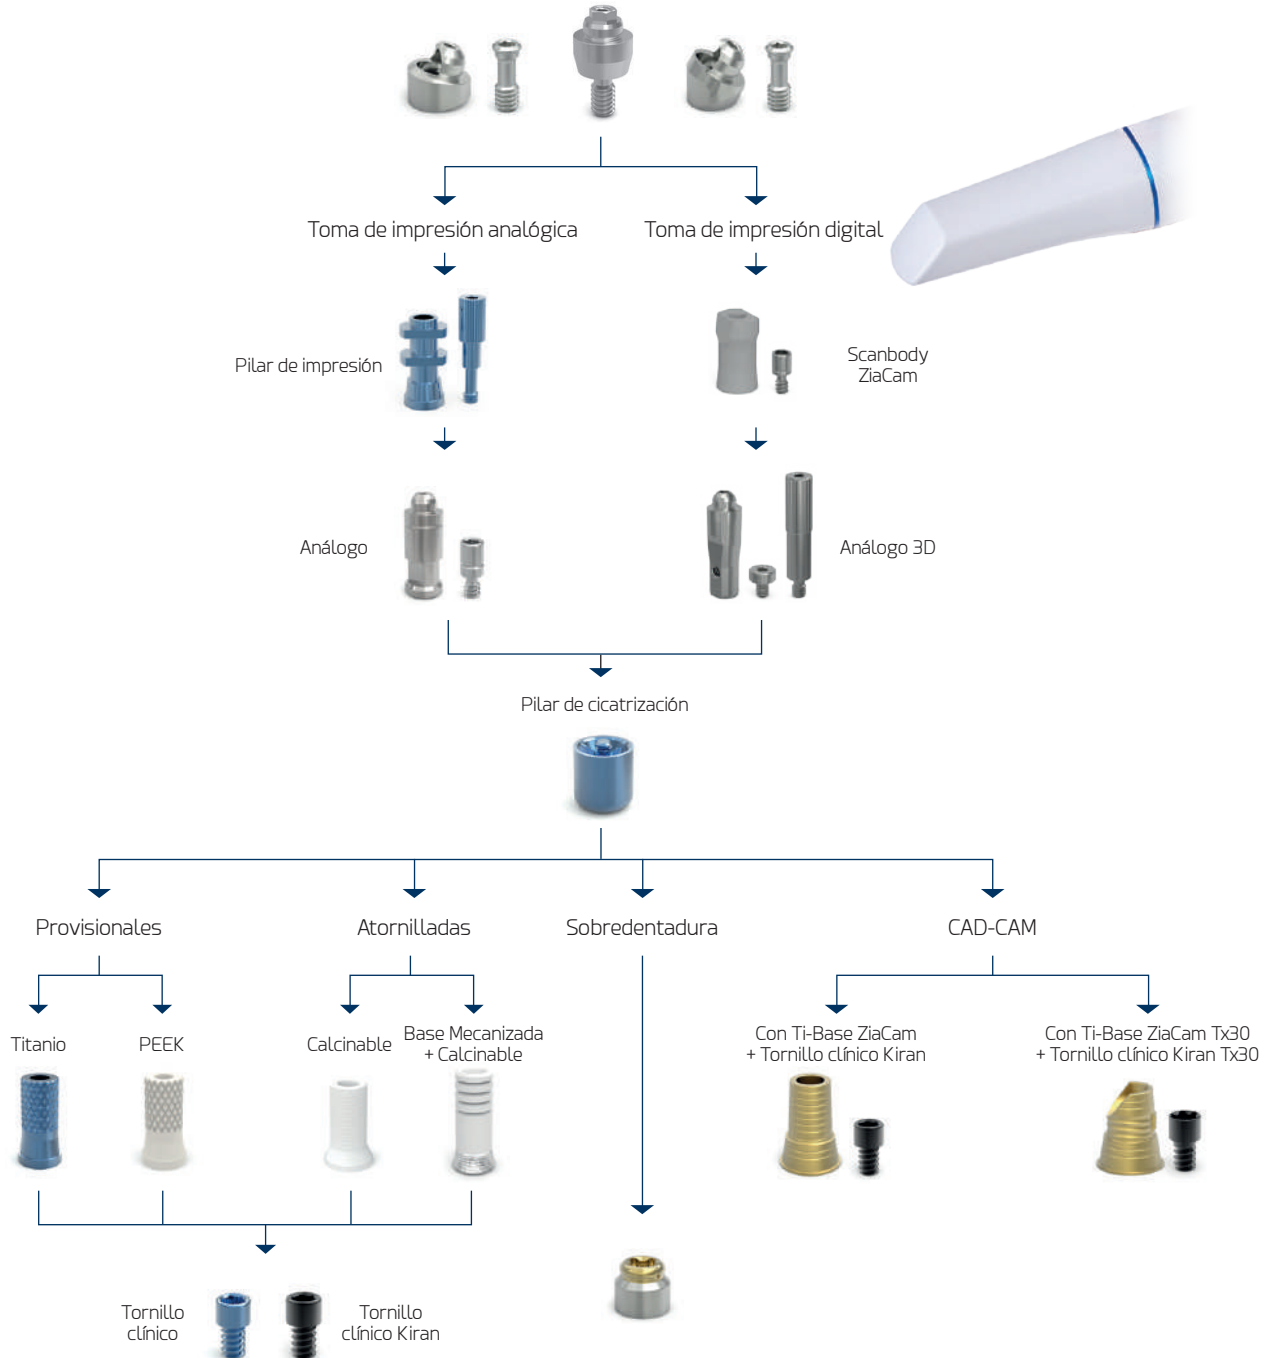 Toma de impresión analógica
Toma de impresión digital
Pilar de impresión
Scanbody
ZiaCam
Análogo
Análogo 3D
Pilar de cicatrización
Provisionales
Atornilladas
Sobredentadura
CAD-CAM
Titanio
PEEK
Calcinable
Base Mecanizada
+ Calcinable
Con Ti-Base ZiaCam
+ Tornillo clínico Kiran
Con Ti-Base ZiaCam Tx30
+ Tornillo clínico Kiran Tx30
Tornillo
clínico
Tornillo
clínico Kiran